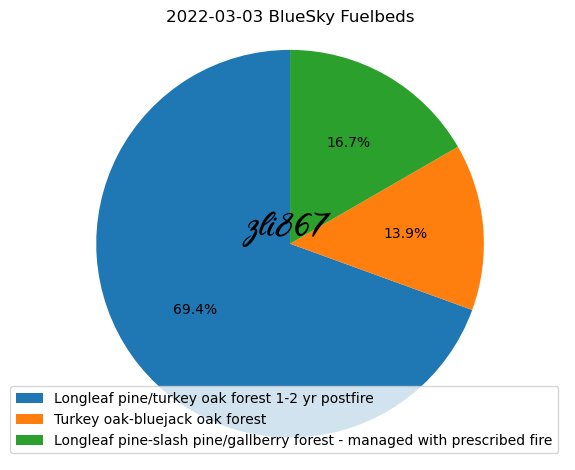 2022-03-03 BlueSky Fuelbeds
16.7%
13.9%
zli867
69.4%
Longleaf pine/turkey oak forest 1-2 yr postfire
Turkey oak-bluejack oak forest
Longleaf pine-slash pine/gallberry forest - managed with prescribed fire